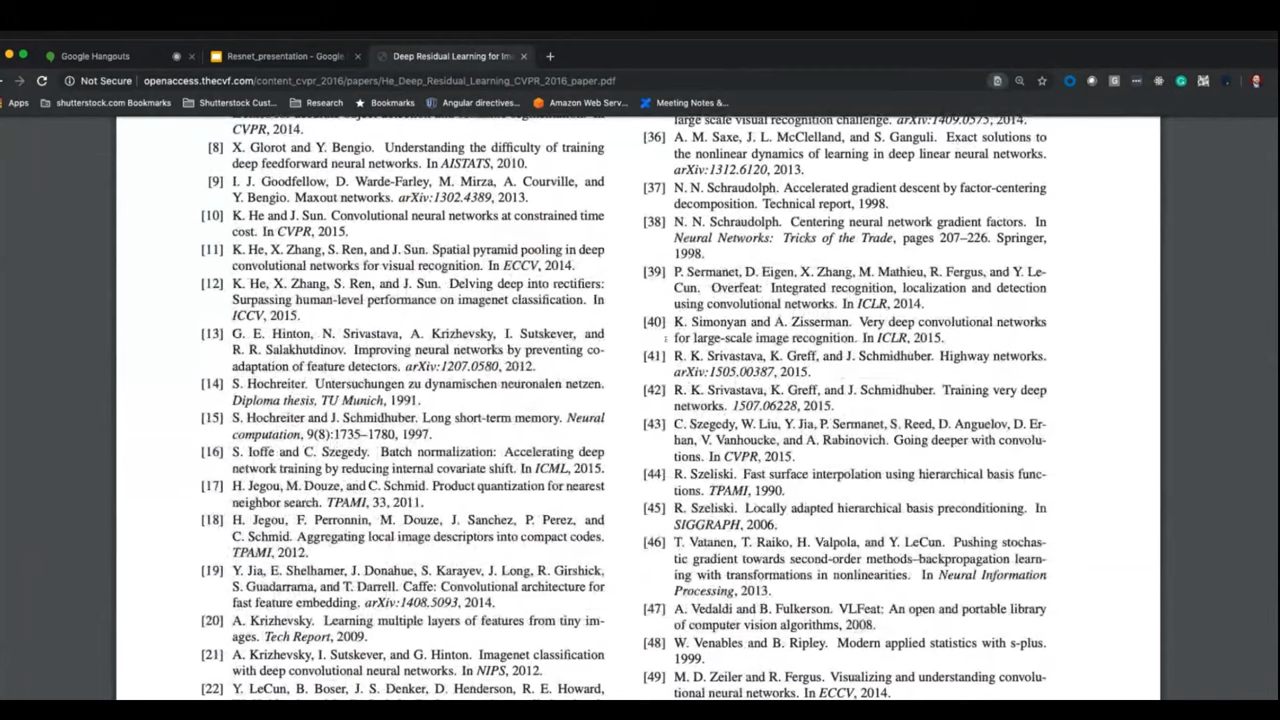 Google Hangouts
Resnet_presentation - Google
Deep Residual Learning for Im
Not Secure
openaccess.thecvf.com/content_cvpr_2016/papers/He_Deep_Residual_Learning_CVPR_2016_paper.pdf
Apps
shutterstock.com Bookmarks
Shutterstock Cust...
Research
Bookmarks
Angular directives...
Amazon Web Serv...
Meeting Notes &...
CVPR, 2014.
[8] X. Glorot and Y. Bengio. Understanding the difficulty of training
deep feedforward neural networks. In AISTATS, 2010.
[9] I. J. Goodfellow, D. Warde-Farley, M. Mirza, A. Courville, and
Y. Bengio. Maxout networks. arXiv:1302.4389, 2013.
[10] K. He and J. Sun. Convolutional neural networks at constrained time
cost. In CVPR, 2015.
[11] K. He, X. Zhang, S. Ren, and J. Sun. Spatial pyramid pooling in deep
convolutional networks for visual recognition. In ECCV, 2014.
[12] K. He, X. Zhang, S. Ren, and J. Sun. Delving deep into rectifiers:
Surpassing human-level performance on imagenet classification. In
ICCV, 2015.
[13] G. E. Hinton, N. Srivastava, A. Krizhevsky, I. Sutskever, and
R. R. Salakhutdinov. Improving neural networks by preventing co-
adaptation of feature detectors. arXiv:1207.0580, 2012.
[14] S. Hochreiter. Untersuchungen zu dynamischen neuronalen netzen.
Diploma thesis, TU Munich, 1991.
[15] S. Hochreiter and J. Schmidhuber. Long short-term memory. Neural
computation, 9(8):1735–1780, 1997.
[16] S. Ioffe and C. Szegedy. Batch normalization: Accelerating deep
network training by reducing internal covariate shift. In ICML, 2015.
[17] H. Jegou, M. Douze, and C. Schmid. Product quantization for nearest
neighbor search. TPAMI, 33, 2011.
[18] H. Jegou, F. Perronnin, M. Douze, J. Sanchez, P. Perez, and
C. Schmid. Aggregating local image descriptors into compact codes.
TPAMI, 2012.
[19] Y. Jia, E. Shelhamer, J. Donahue, S. Karayev, J. Long, R. Girshick,
S. Guadarrama, and T. Darrell. Caffe: Convolutional architecture for
fast feature embedding. arXiv:1408.5093, 2014.
[20] A. Krizhevsky. Learning multiple layers of features from tiny im-
ages. Tech Report, 2009.
[21] A. Krizhevsky, I. Sutskever, and G. Hinton. Imagenet classification
with deep convolutional neural networks. In NIPS, 2012.
[22] Y. LeCun, B. Boser, J. S. Denker, D. Henderson, R. E. Howard,
large scale visual recognition challenge. arXiv:1409.0575, 2014.
[36] A. M. Saxe, J. L. McClelland, and S. Ganguli. Exact solutions to
the nonlinear dynamics of learning in deep linear neural networks.
arXiv:1312.6120, 2013.
[37] N. N. Schraudolph. Accelerated gradient descent by factor-centering
decomposition. Technical report, 1998.
[38] N. N. Schraudolph. Centering neural network gradient factors. In
Neural Networks: Tricks of the Trade, pages 207–226. Springer,
1998.
[39] P. Sermanet, D. Eigen, X. Zhang, M. Mathieu, R. Fergus, and Y. Le-
Cun. Overfeat: Integrated recognition, localization and detection
using convolutional networks. In ICLR, 2014.
[40] K. Simonyan and A. Zisserman. Very deep convolutional networks
for large-scale image recognition. In ICLR, 2015.
[41] R. K. Srivastava, K. Greff, and J. Schmidhuber. Highway networks.
arXiv:1505.00387, 2015.
[42] R. K. Srivastava, K. Greff, and J. Schmidhuber. Training very deep
networks. 1507.06228, 2015.
[43] C. Szegedy, W. Liu, Y. Jia, P. Sermanet, S. Reed, D. Anguelov, D. Er-
han, V. Vanhoucke, and A. Rabinovich. Going deeper with convolu-
tions. In CVPR, 2015.
[44] R. Szeliski. Fast surface interpolation using hierarchical basis func-
tions. TPAMI, 1990.
[45] R. Szeliski. Locally adapted hierarchical basis preconditioning. In
SIGGRAPH, 2006.
[46] T. Vatanen, T. Raiko, H. Valpola, and Y. LeCun. Pushing stochas-
tic gradient towards second-order methods–backpropagation learn-
ing with transformations in nonlinearities. In Neural Information
Processing, 2013.
[47] A. Vedaldi and B. Fulkerson. VLFeat: An open and portable library
of computer vision algorithms, 2008.
[48] W. Venables and B. Ripley. Modern applied statistics with s-plus.
1999.
[49] M. D. Zeiler and R. Fergus. Visualizing and understanding convolu-
tional neural networks. In ECCV, 2014.